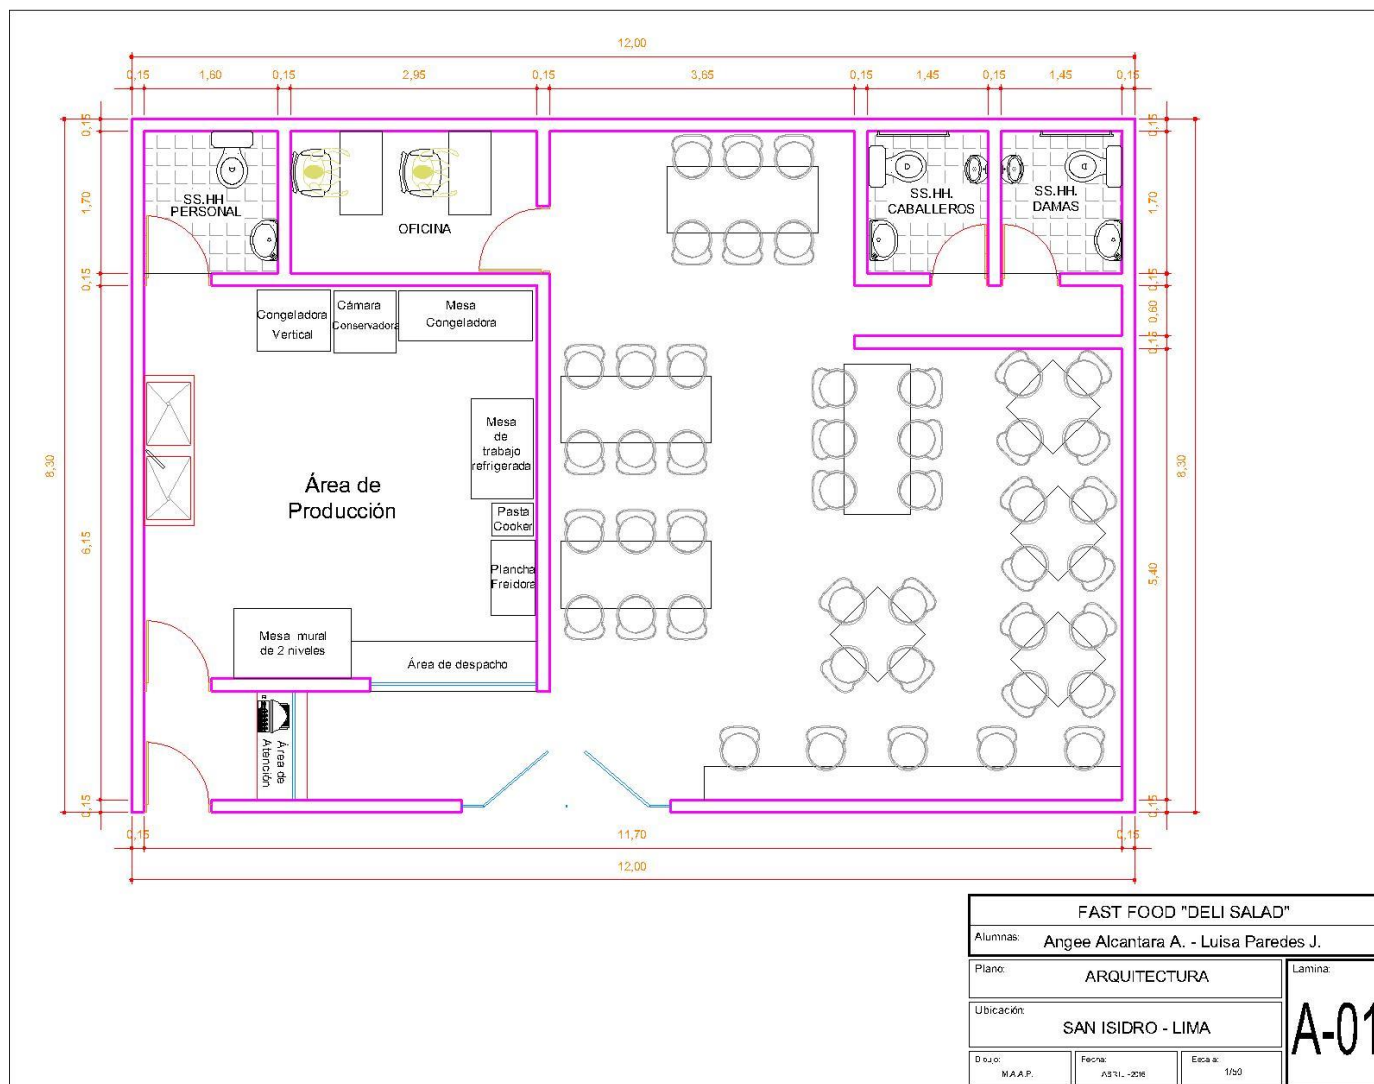 12,00
0,15 1,60 0,15 2,95 0,15 3,65 0,15 1,45 0,15 1,45 0,15
0,15
0,15
1,70
1,70
SS.HH
PERSONAL
OFICINA
SS.HH.
CABALLEROS
SS.HH.
DAMAS
0,15
0,15
0,60
0,15
Congeladora
Vertical
Cámara
Conservadora
Mesa
Congeladora
Mesa
de
trabajo
refrigerada
8,30
8,30
Área de
Producción
Pasta
Cooker
6,15
5,40
Plancha
Freidora
Mesa mural
de 2 niveles
Área de despacho
Área de
Atención
0,15
0,15
0,15 11,70 0,15
12,00
FAST FOOD "DELI SALAD"
Alumnas: Angee Alcantara A. - Luisa Paredes J.
Plano: ARQUITECTURA
Lamina:
A-01
Ubicación:
SAN ISIDRO - LIMA
Dibujo: Fecha: Escala:
M.A.A.P. 1/50